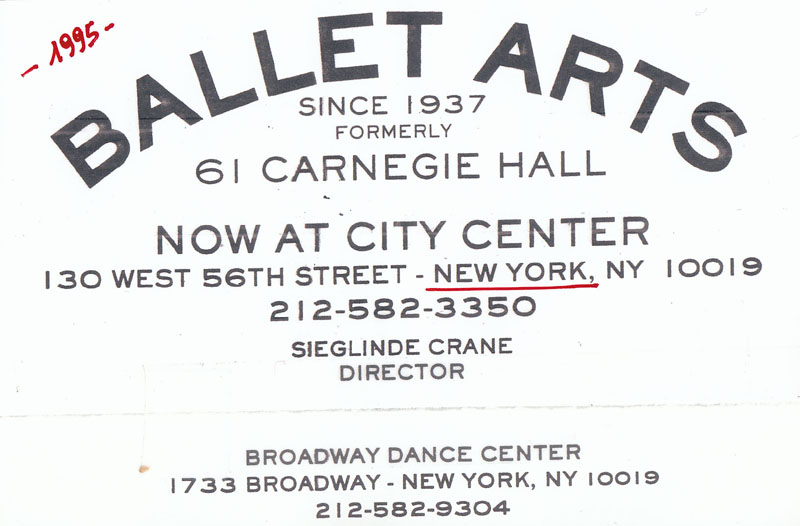 - 1995 -
BALLET ARTS
SINCE 1937
FORMERLY
61 CARNEGIE HALL
NOW AT CITY CENTER
130 WEST 56TH STREET - NEW YORK, NY 10019
212-582-3350
SIEGLINDE CRANE
DIRECTOR
BROADWAY DANCE CENTER
1733 BROADWAY - NEW YORK, NY 10019
212-582-9304